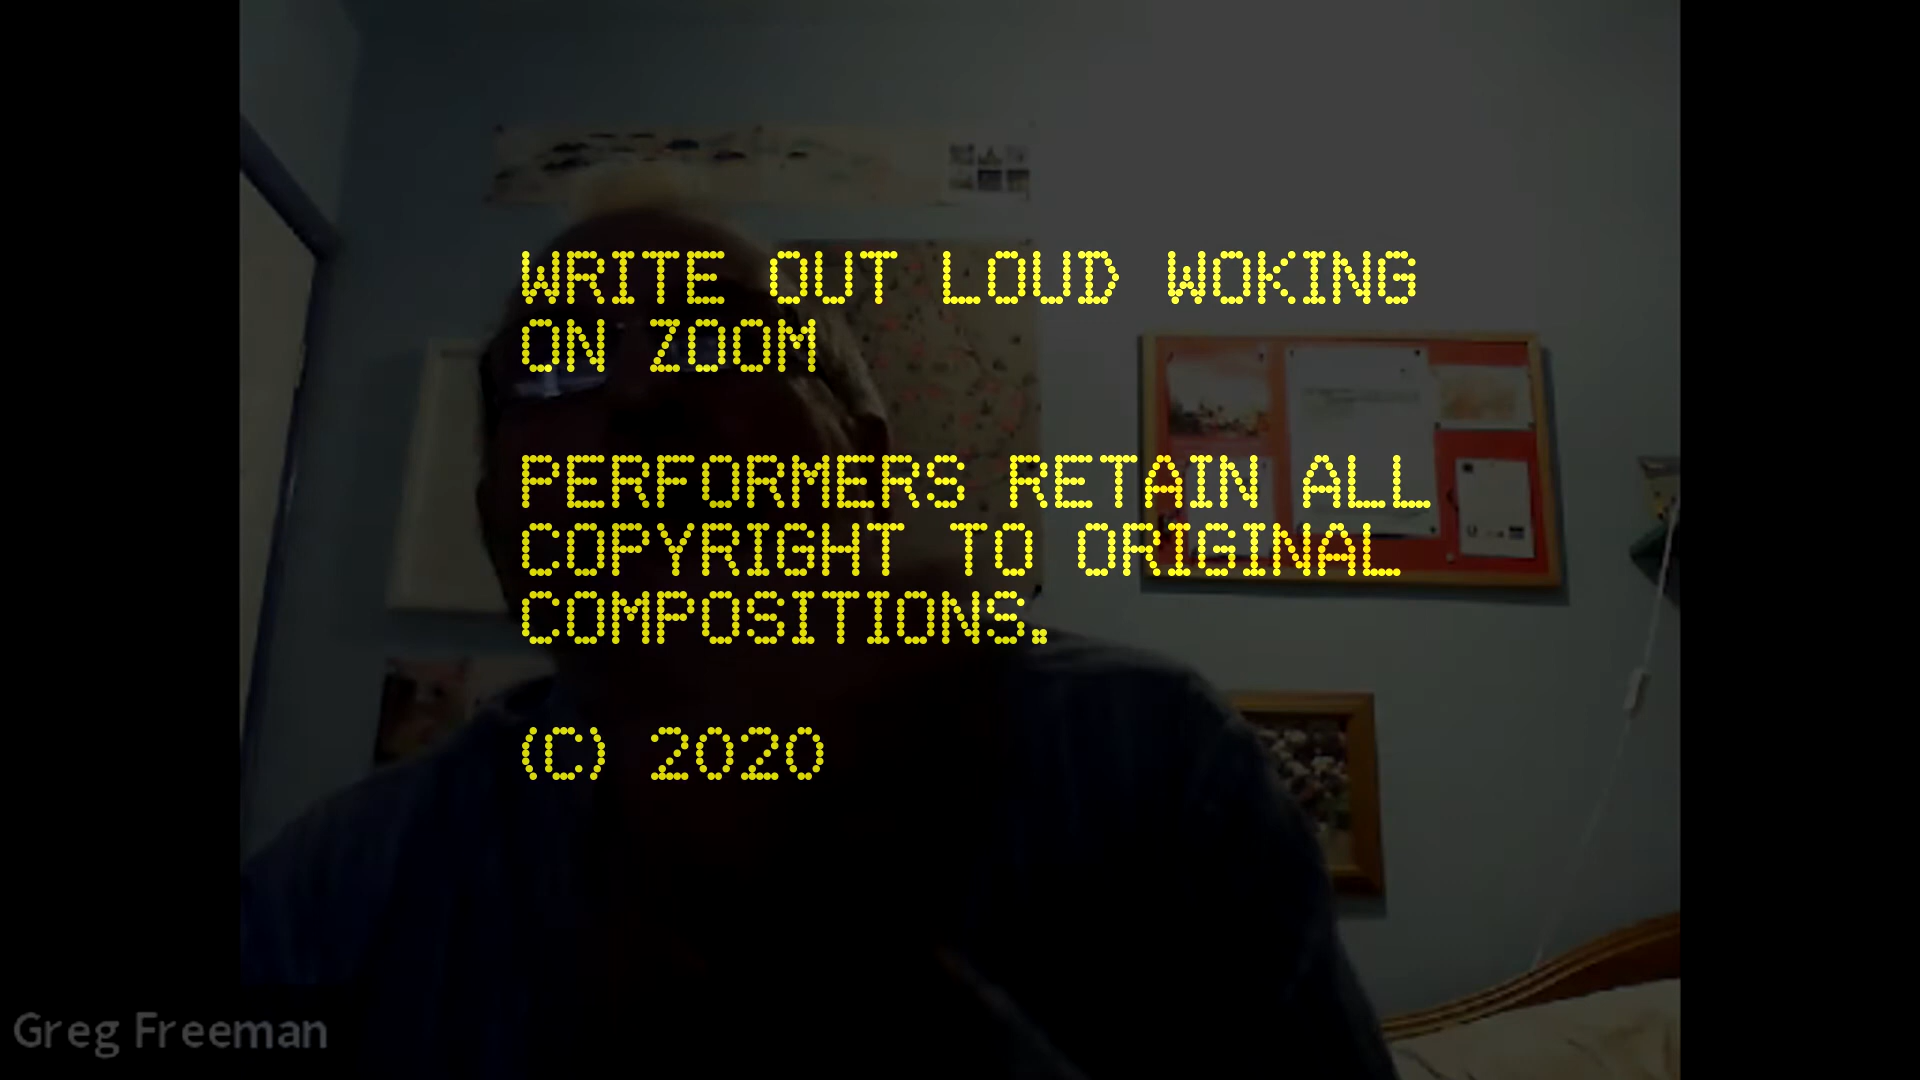 WRITE OUT LOUD WOKING
ON ZOOM
PERFORMERS RETAIN ALL
COPYRIGHT TO ORIGINAL
COMPOSITIONS.
(C) 2020
Greg Freeman